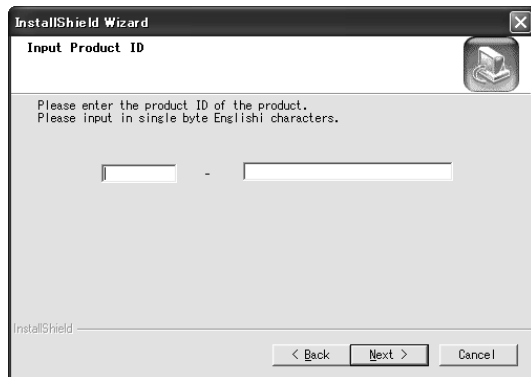 InstallShield Wizard
Input Product ID
Please enter the product ID of the product.
Please input in single byte Englishi characters.
-
InstallShield
< Back
Next >
Cancel